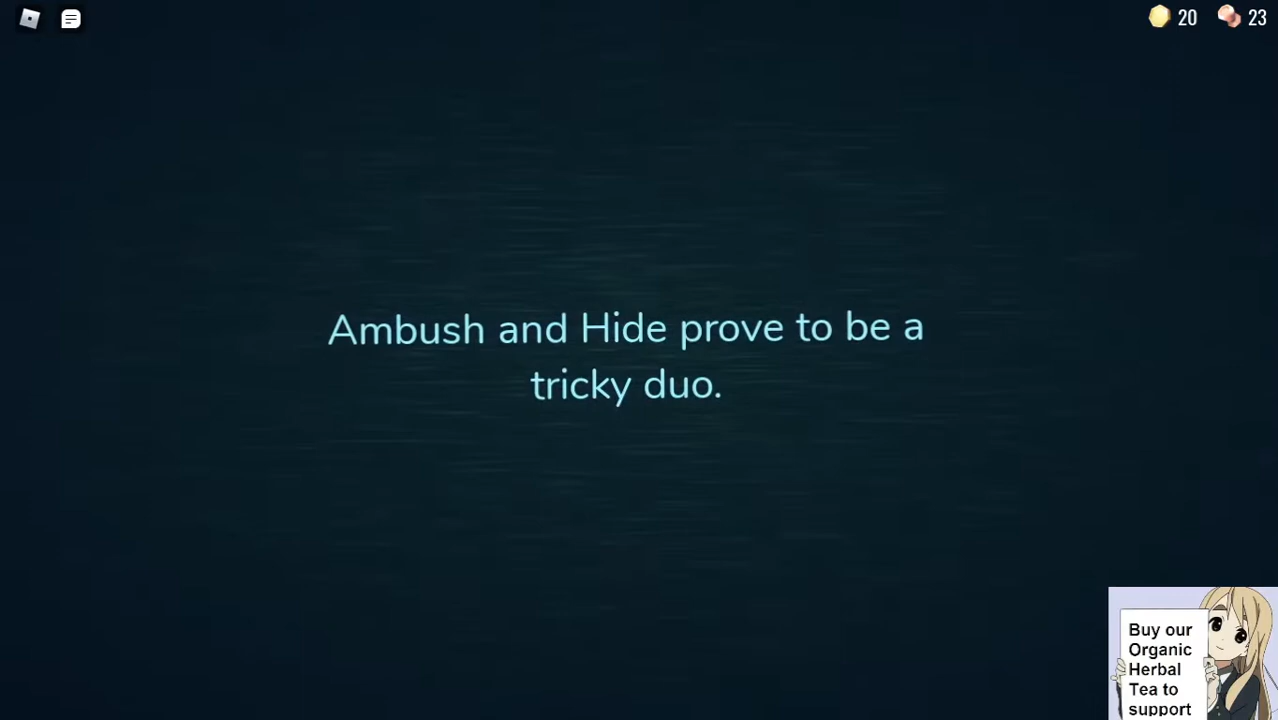 20 23
Ambush and Hide prove to be a
tricky duo.
Buy our
Organic
Herbal
Tea to
support